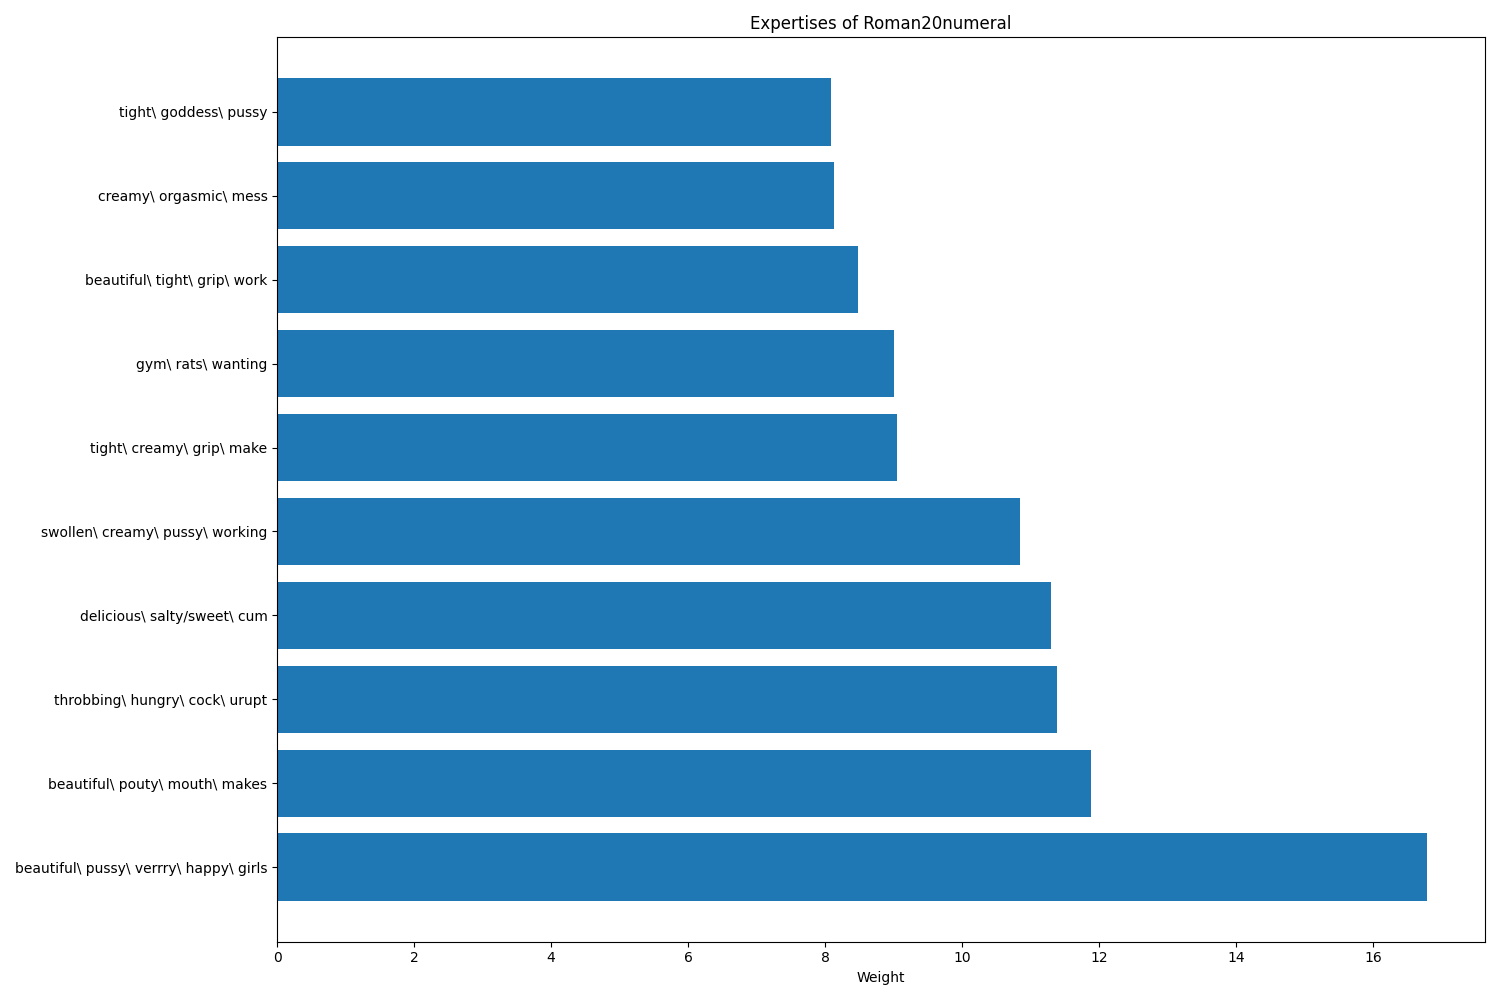 Expertises of Roman20numeral
tight\ goddess\ pussy
creamy\ orgasmic\ mess
beautiful\ tight\ grip\ work
gym\ rats\ wanting
tight\ creamy\ grip\ make
swollen\ creamy\ pussy\ working
delicious\ salty/sweet\ cum
throbbing\ hungry\ cock\ urupt
beautiful\ pouty\ mouth\ makes
beautiful\ pussy\ verrry\ happy\ girls
0 2 4 6 8 10 12 14 16
Weight